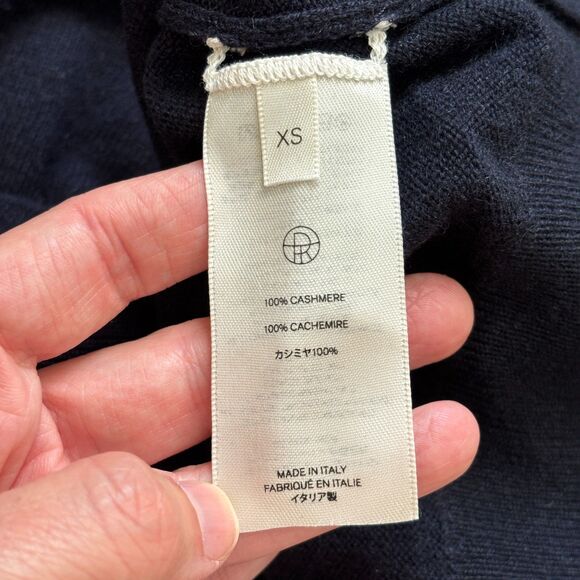 XS
100% CASHMERE
100% CACHEMIRE
カシミヤ100%
MADE IN ITALY
FABRIQUÉ EN ITALIE
イタリア製